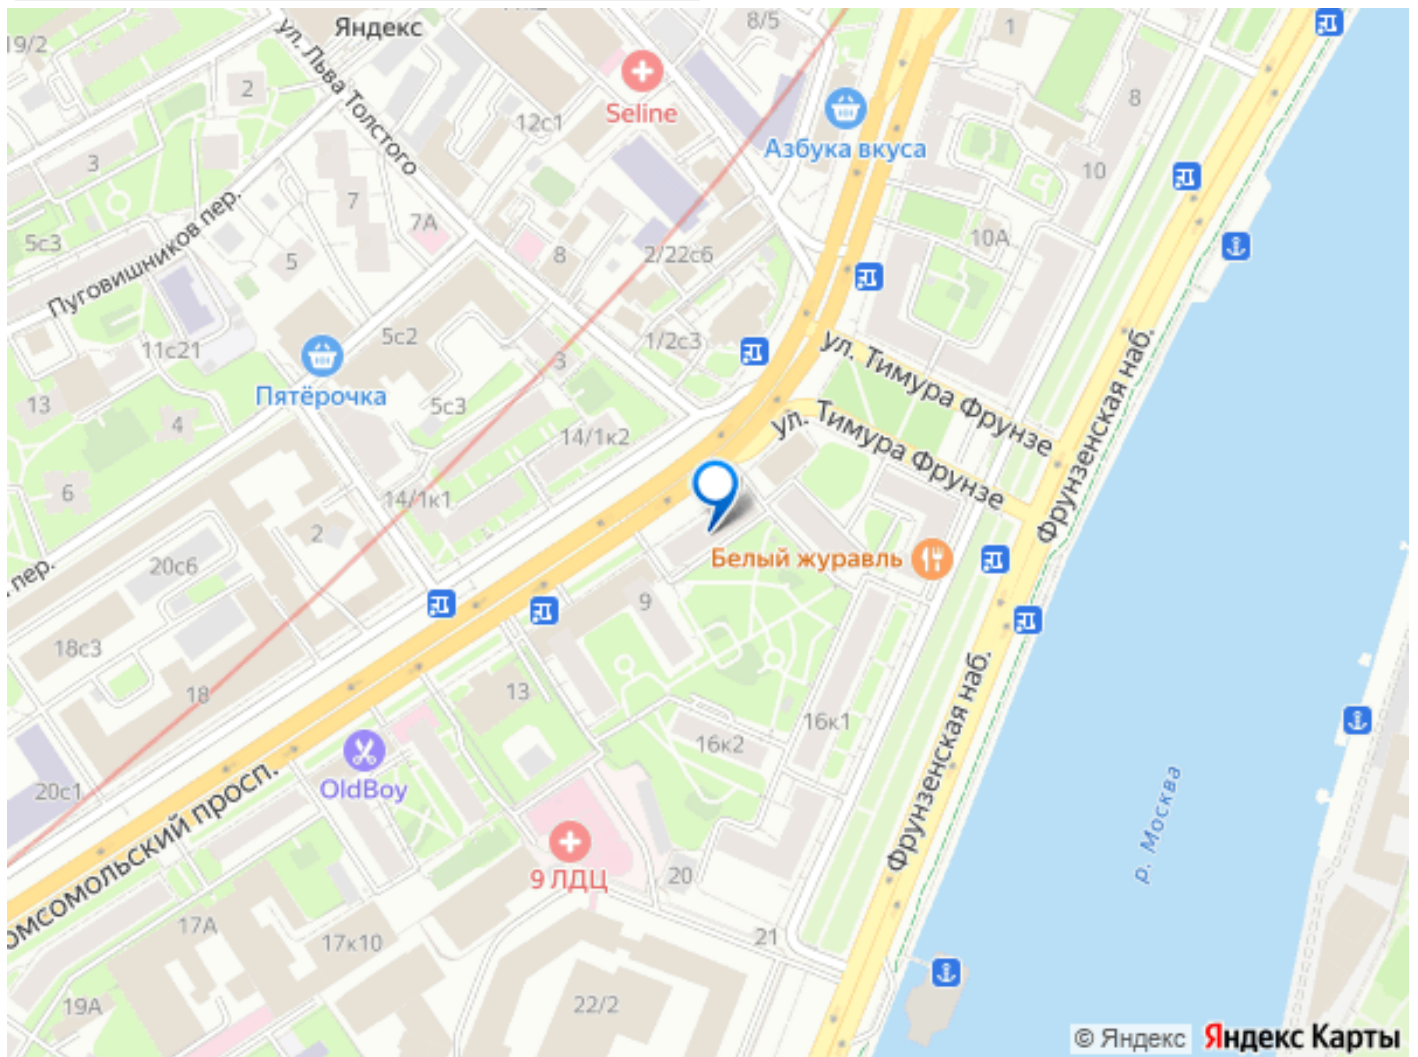 19/2
Яндекс
8/5
1
2
ул. Льва Толстого
Seline
12с1
Азбука вкуса
8
3
7
10
Пуговишников пер.
5с3
7А
5
8
2/22с6
10А
11с21
5с2
3
1/2с3
ул. Тимура Фрунзе
Фрунзенская наб.
Пятёрочка
13
4
5с3
14/1к2
ул. Тимура Фрунзе
6
14/1к1
2
пер.
20с6
Белый журавль
18с3
9
18
13
16к1
16к2
Фрунзенская наб.
20с1
OldBoy
р. Москва
9 ЛДЦ
20
омсомольский просп.
17А
17к10
21
19А
22/2
© Яндекс
Яндекс Карты